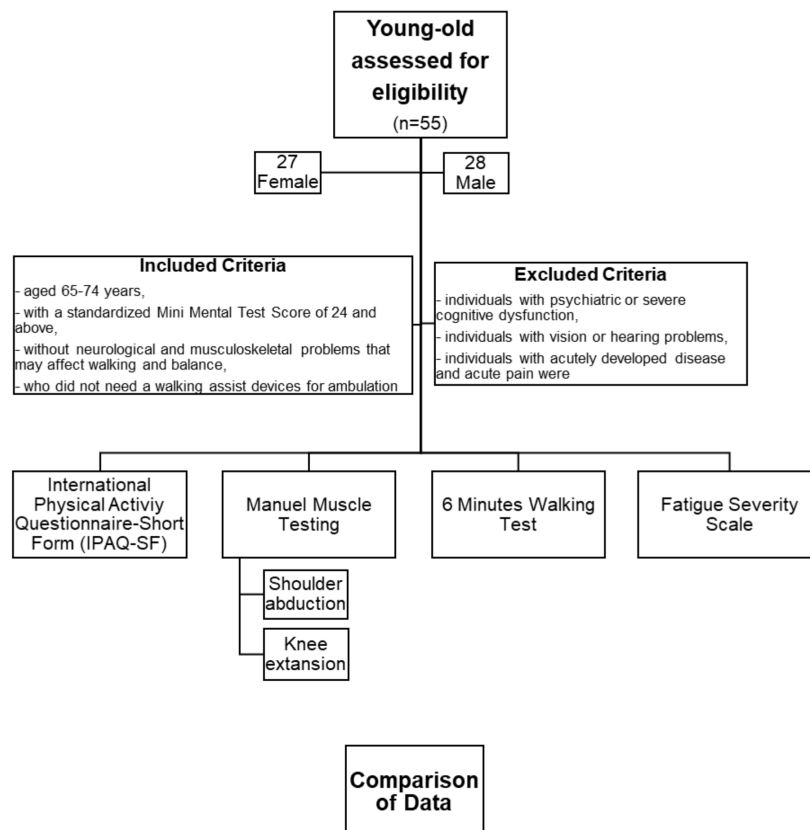 Young-old
assessed for
eligibility
(n=55)
27
Female
28
Male
Included Criteria
- aged 65-74 years,
- with a standardized Mini Mental Test Score of 24 and
above,
- without neurological and musculoskeletal problems that
may affect walking and balance,
- who did not need a walking assist devices for ambulation
Excluded Criteria
- individuals with psychiatric or severe
cognitive dysfunction,
- individuals with vision or hearing problems,
- individuals with acutely developed disease
and acute pain were
International
Physical Activiy
Questionnaire-Short
Form (IPAQ-SF)
Manuel Muscle
Testing
6 Minutes Walking
Test
Fatigue Severity
Scale
Shoulder
abduction
Knee
extansion
Comparison
of Data